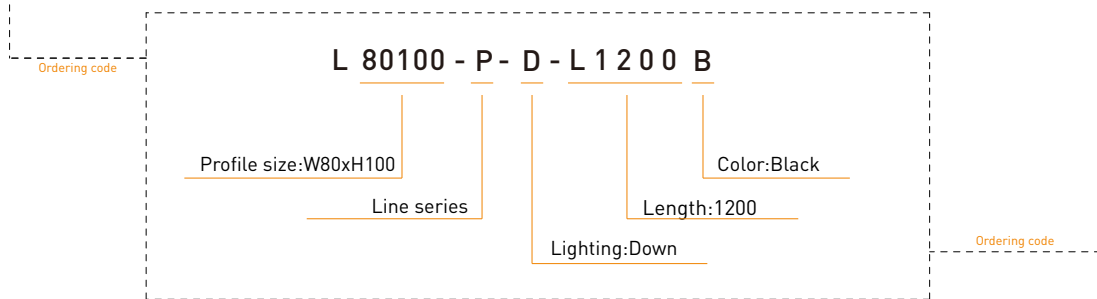 L 80100 - P - D - L1200 B
Ordering code
Profile size:W80xH100
Color:Black
Line series
Length:1200
Lighting:Down
Ordering code